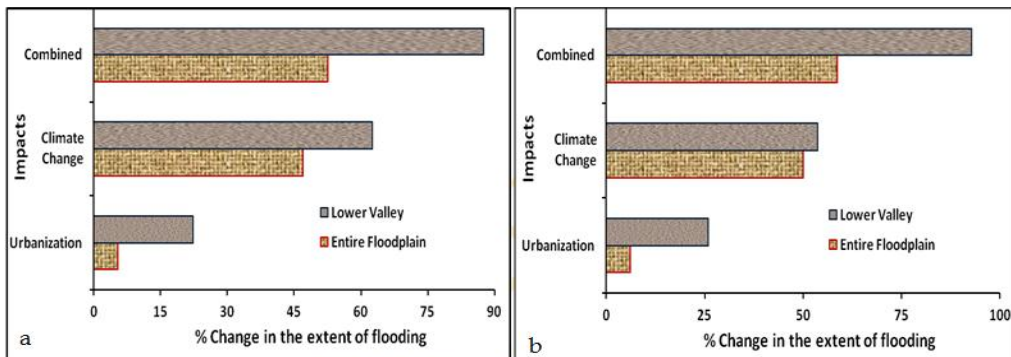 Combined
Climate
Change
Urbanization
Impacts
Lower Valley
Entire Floodplain
0 15 30 45 60 75 90
% Change in the extent of flooding
a
Combined
Climate
Change
Urbanization
Impacts
Lower Valley
Entire Floodplain
0 25 50 75 100
% Change in the extent of flooding
b